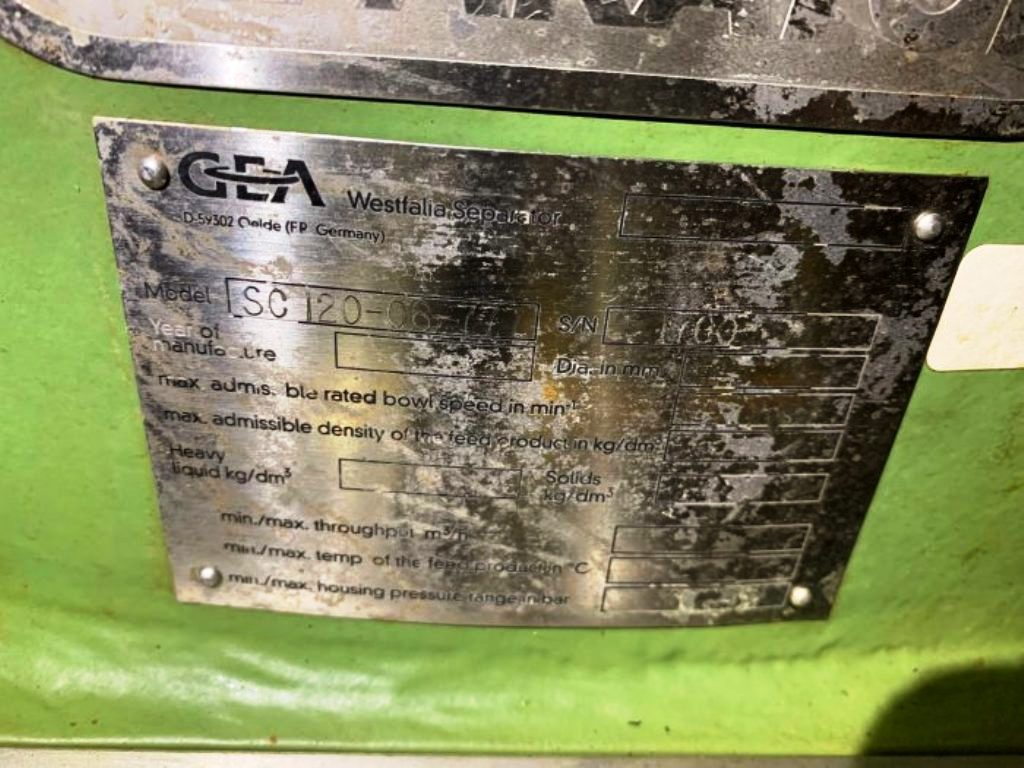 GEA Westfalia Separator
D-59302 Oelde (FR Germany)
Model SC 120-06-77 S/N
Year of
manufacture
Dia. in mm
max. admissible rated bowl speed in min⁻¹
max. admissible density of the feed product in kg/dm³
Heavy
liquid kg/dm³
Solids
kg/dm³
min./max. throughput m³/h
min./max. temp of the feed product in °C
min./max. housing pressure range in bar